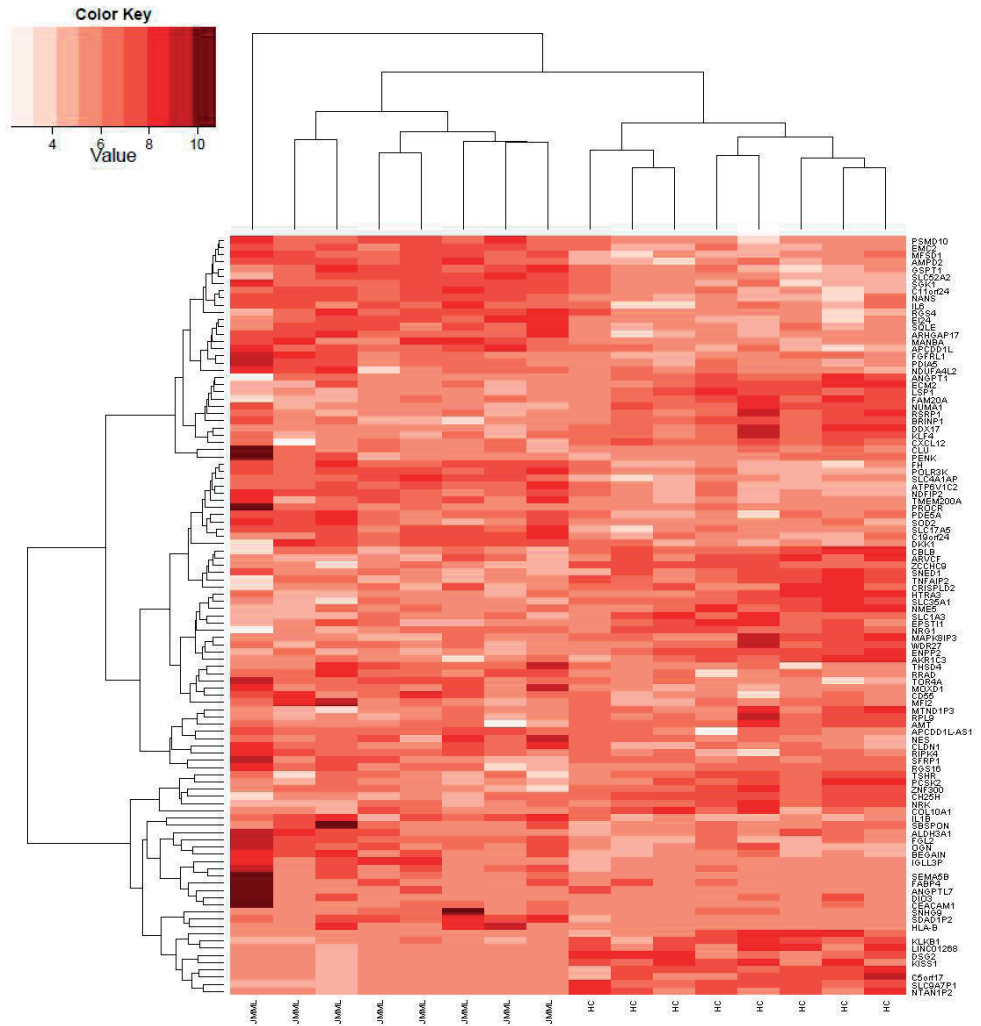 Color Key
4 6 8 10
Value
PSMD10
EMC2
MFSD1
AMPD2
GSPT1
SLC52A2
SGK1
C11orf24
NANS
IL6
RGS4
EI24
SQLE
ARHGAP17
MANBA
APCDD1L
FGFRL1
PDIA5
NDUFA4L2
ANGPT1
ECM2
LSP1
FAM20A
NUMA1
RSRP1
BRINP1
DDX17
KLF4
CXCL12
CLU
PENK
FH
POLR3K
SLC4A1AP
ATP6V1C2
NDFIP2
TMEM200A
PROCR
PDE5A
SOD2
SLC17A5
C19orf24
DKK1
CBLB
ARVCF
ZCCHC9
SNED1
TNFAIP2
CRISPLD2
HTRA3
SLC35A1
NME5
SLC1A3
EPSTI1
NRG1
MAPK8IP3
WDR27
ENPP2
AKR1C3
THSD4
RRAD
TOR4A
MOXD1
CD55
MFI2
MTND1P3
RPL9
AMT
APCDD1L-AS1
NES
CLDN1
RIPK4
SFRP1
RGS16
TSHR
PCSK2
ZNF300
CH25H
NRK
COL10A1
IL1B
SBSPON
ALDH3A1
FGL2
OGN
BEGAIN
IGLL3P
SEMA5B
FABP4
ANGPTL7
DIO3
CEACAM1
SNHG9
SDAD1P2
HLA-B
KLKB1
LINC01268
DSG2
KISS1
C5orf17
SLC9A7P1
NTAN1P2
JMML JMML JMML JMML JMML JMML JMML JMML HC HC HC HC HC HC HC HC